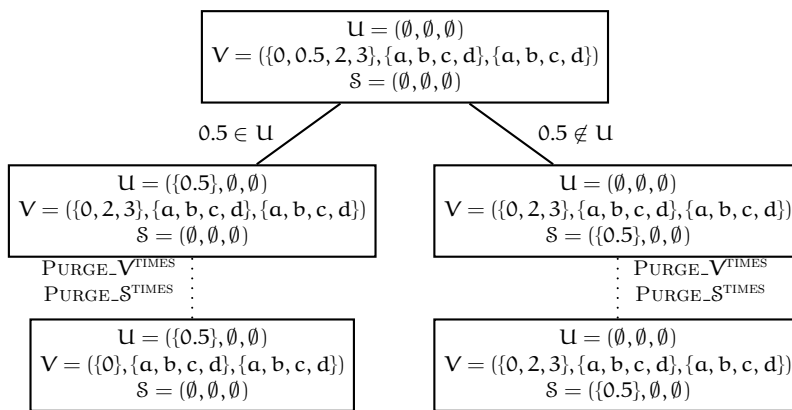 U = (∅, ∅, ∅)
V = ({0, 0.5, 2, 3}, {a, b, c, d}, {a, b, c, d})
S = (∅, ∅, ∅)
0.5 ∈ U
0.5 ∉ U
U = ({0.5}, ∅, ∅)
V = ({0, 2, 3}, {a, b, c, d}, {a, b, c, d})
S = (∅, ∅, ∅)
U = (∅, ∅, ∅)
V = ({0, 2, 3}, {a, b, c, d}, {a, b, c, d})
S = ({0.5}, ∅, ∅)
PURGE_V^TIMES
PURGE_S^TIMES
PURGE_V^TIMES
PURGE_S^TIMES
U = ({0.5}, ∅, ∅)
V = ({0}, {a, b, c, d}, {a, b, c, d})
S = (∅, ∅, ∅)
U = (∅, ∅, ∅)
V = ({0, 2, 3}, {a, b, c, d}, {a, b, c, d})
S = ({0.5}, ∅, ∅)